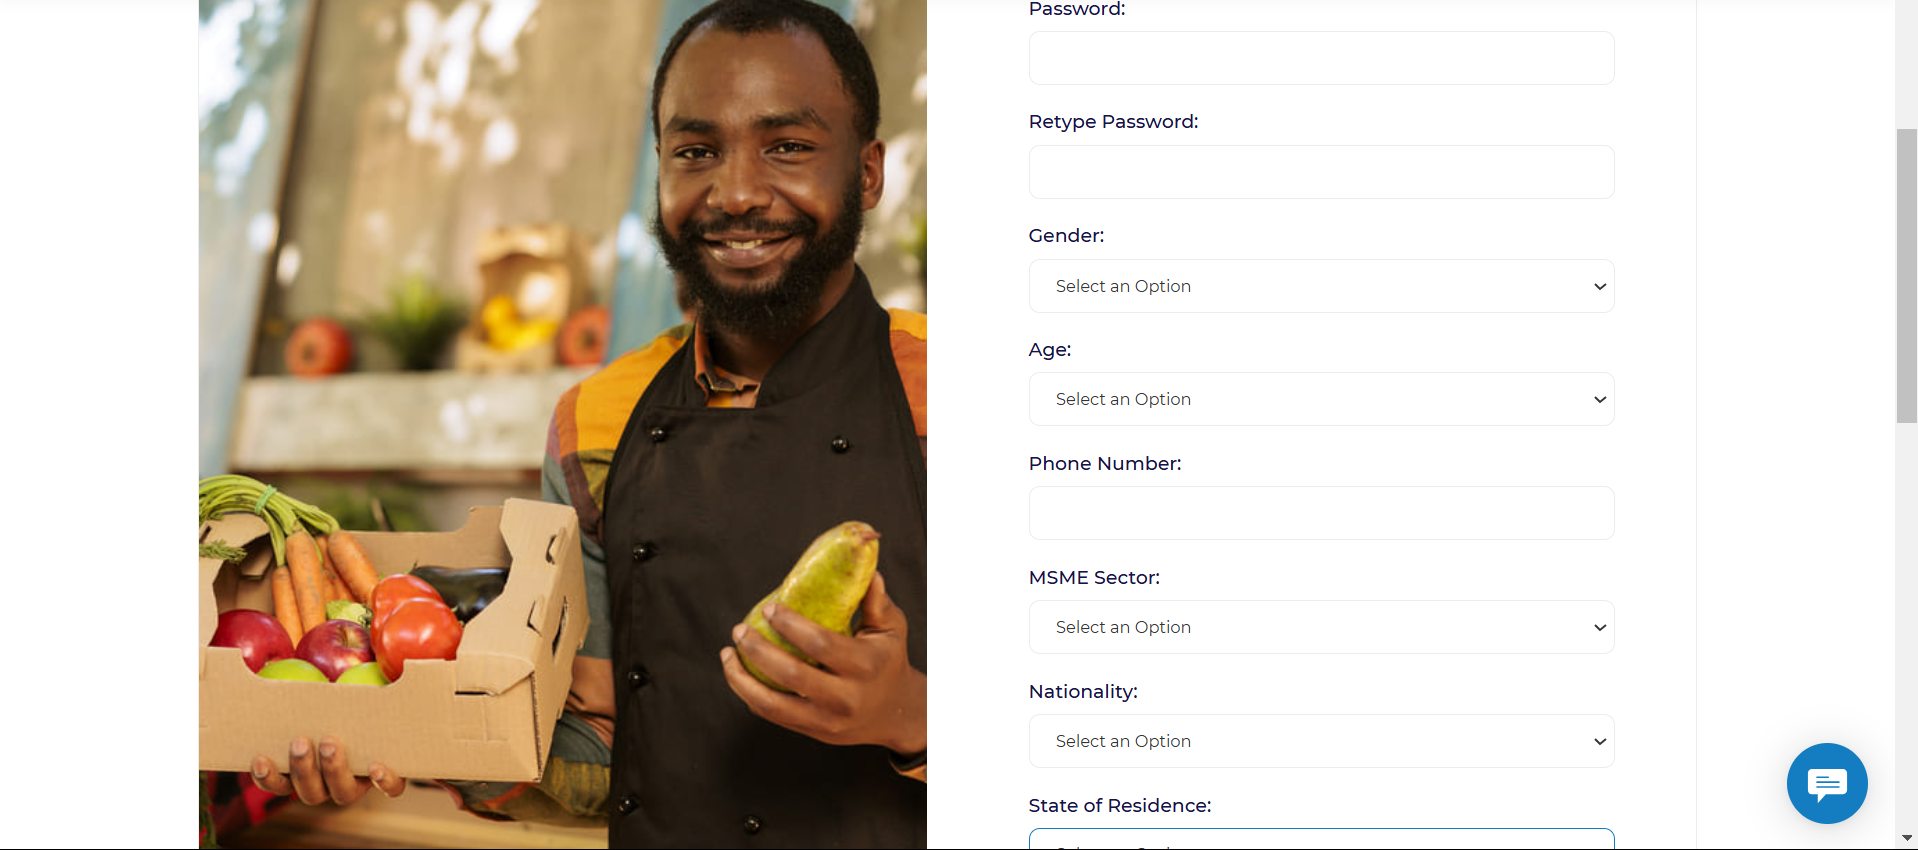 Password:
Retype Password:
Gender:
Select an Option
Age:
Select an Option
Phone Number:
MSME Sector:
Select an Option
Nationality:
Select an Option
State of Residence: